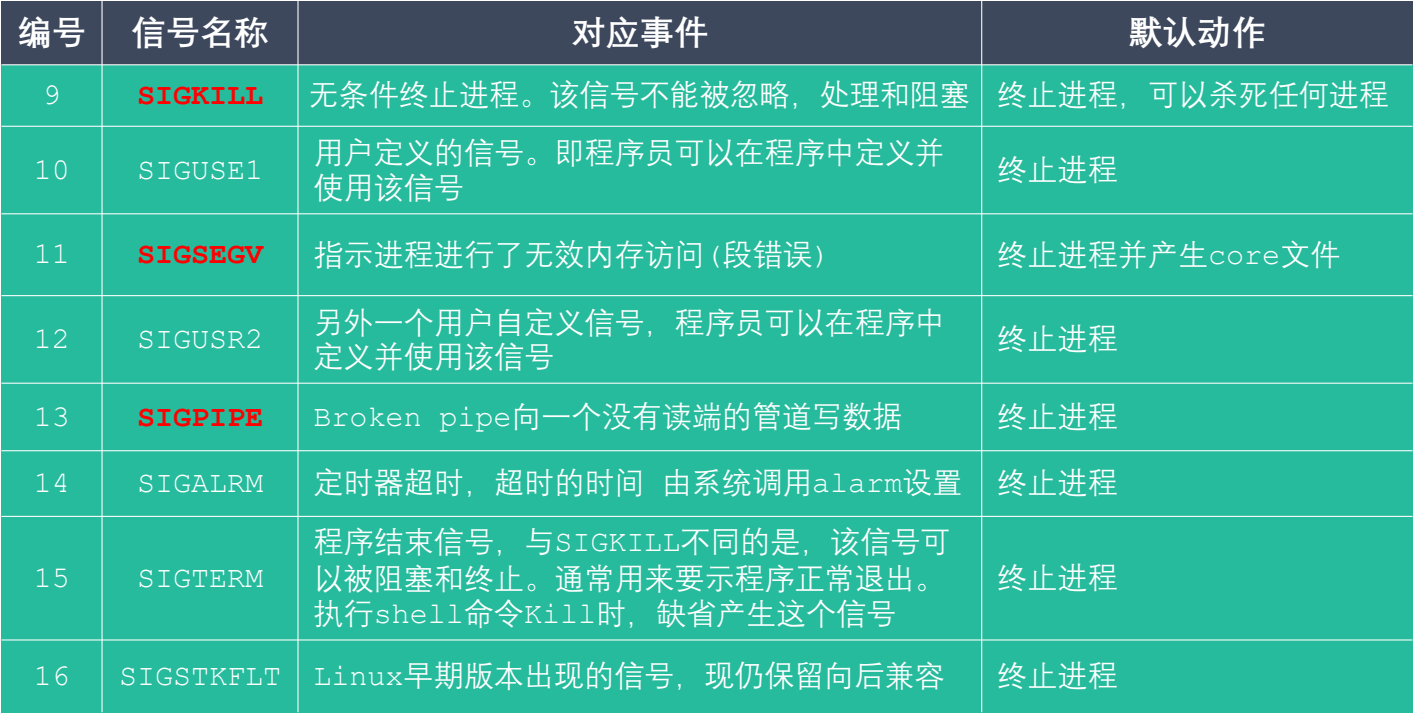 编号 信号名称 对应事件 默认动作
9 SIGKILL 无条件终止进程。该信号不能被忽略，处理和阻塞 终止进程，可以杀死任何进程
10 SIGUSE1 用户定义的信号。即程序员可以在程序中定义并
使用该信号 终止进程
11 SIGSEGV 指示进程进行了无效内存访问(段错误) 终止进程并产生core文件
12 SIGUSR2 另外一个用户自定义信号，程序员可以在程序中
定义并使用该信号 终止进程
13 SIGPIPE Broken pipe向一个没有读端的管道写数据 终止进程
14 SIGALRM 定时器超时，超时的时间 由系统调用alarm设置 终止进程
15 SIGTERM 程序结束信号，与SIGKILL不同的是，该信号可
以被阻塞和终止。通常用来要示程序正常退出。
执行shell命令Kill时，缺省产生这个信号 终止进程
16 SIGSTKFLT Linux早期版本出现的信号，现仍保留向后兼容 终止进程